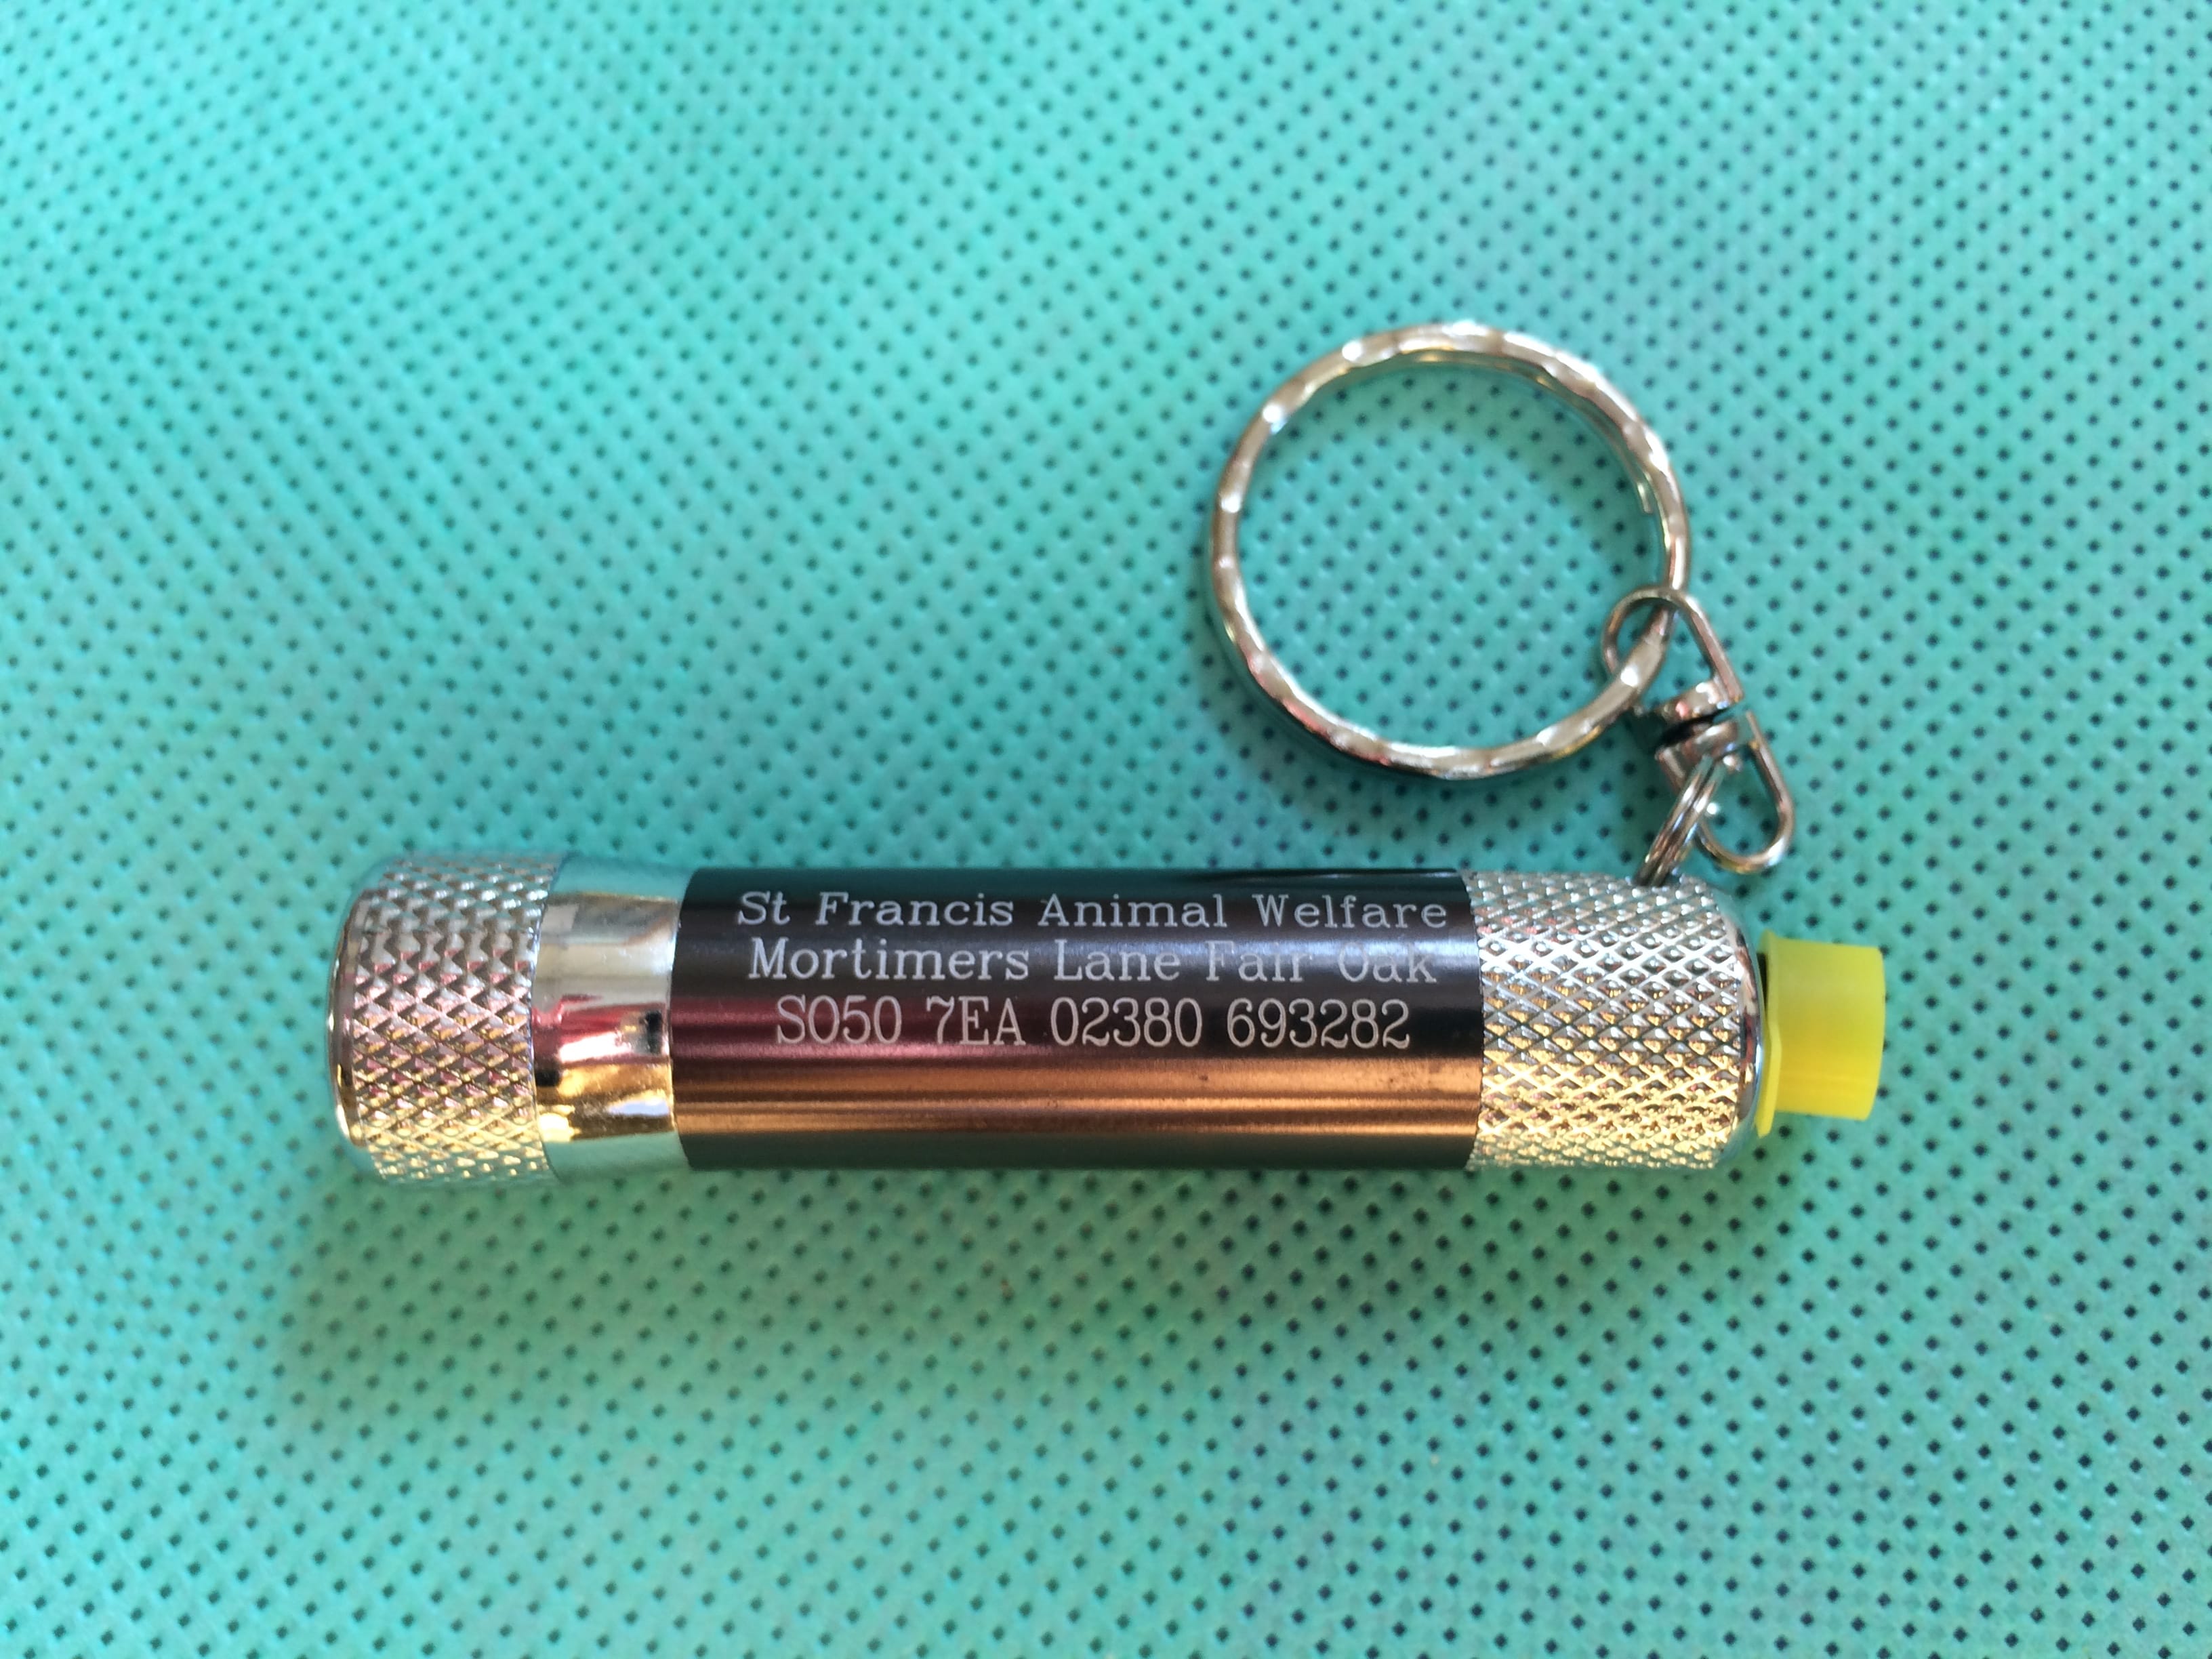 St Francis Animal Welfare
Mortimers Lane Fair Oak
SO50 7EA 02380 693282